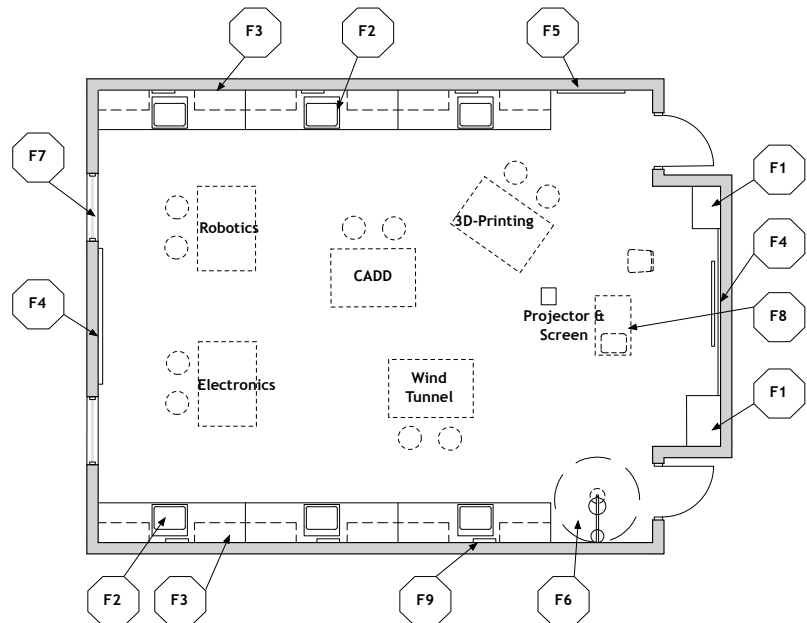 F3
F2
F5
F7
F1
Robotics
3D-Printing
F4
CADD
F4
Projector &
Screen
F8
Electronics
Wind
Tunnel
F1
F2
F3
F9
F6